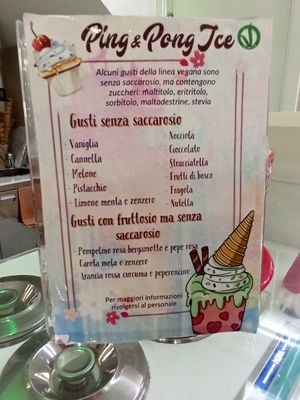 Ping & Pong Ice
Alcuni gusti della linea vegana sono
senza saccarosio, ma contengono
zuccheri: maltitolo, eritritolo,
sorbitolo, maltodestrine, stevia
Gusti senza saccarosio
- Vaniglia
- Cannella
- Melone
- Pistacchio
- Limone menta e zenzero
- Nocciola
- Cioccolato
- Stracciatella
- Frutti di bosco
- Fragola
- Nutella
Gusti con fruttosio ma senza
saccarosio
- Pompelmo rosa bergamotto e pepe rosa
- Carota mela e zenzero
- Arancia rossa curcuma e peperoncino
Per maggiori informazioni
rivolgersi al personale